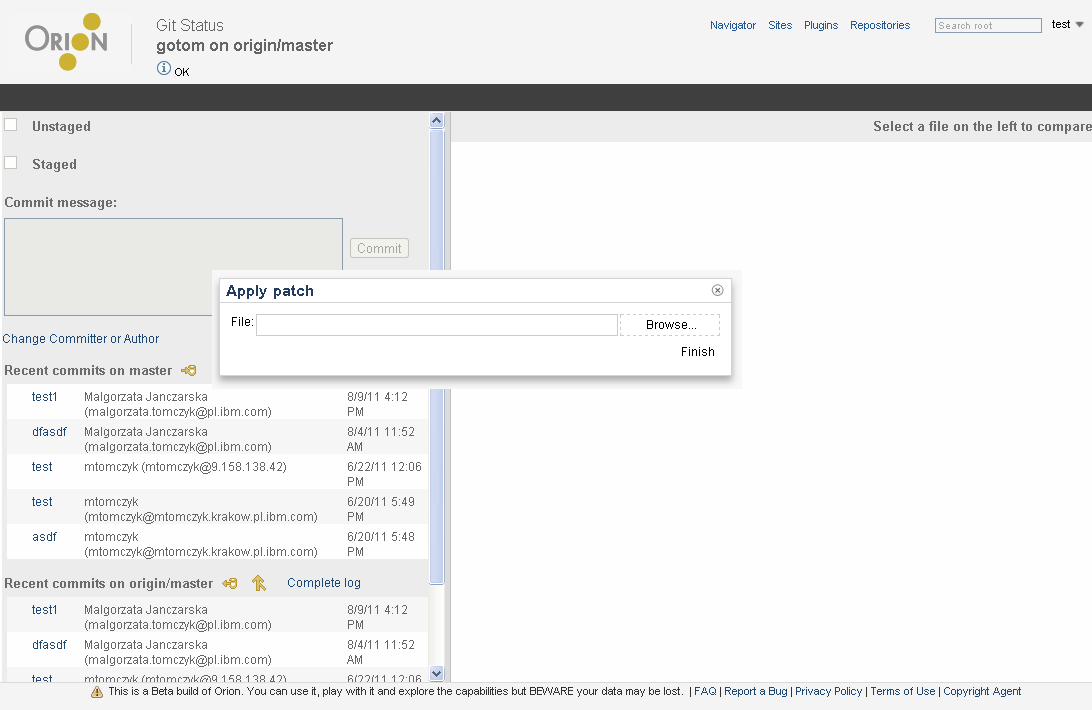 ORION
Git Status
gotom on origin/master
OK
Navigator Sites Plugins Repositories
Search root
test
Unstaged
Staged
Commit message:
Commit
Select a file on the left to compare
Apply patch
File:
Browse...
Finish
Change Committer or Author
Recent commits on master
test1 Malgorzata Janczarska 8/9/11 4:12
(malgorzata.tomczyk@pl.ibm.com) PM
dfasdf Malgorzata Janczarska 8/4/11 11:52
(malgorzata.tomczyk@pl.ibm.com) AM
test mtomczyk (mtomczyk@9.158.138.42) 6/22/11 12:06
PM
test mtomczyk 6/20/11 5:49
(mtomczyk@mtomczyk.krakow.pl.ibm.com) PM
asdf mtomczyk 6/20/11 5:48
(mtomczyk@mtomczyk.krakow.pl.ibm.com) PM
Recent commits on origin/master Complete log
test1 Malgorzata Janczarska 8/9/11 4:12
(malgorzata.tomczyk@pl.ibm.com) PM
dfasdf Malgorzata Janczarska 8/4/11 11:52
(malgorzata.tomczyk@pl.ibm.com) AM
test mtomczyk (mtomczyk@9.158.138.42) 6/22/11 12:06
This is a Beta build of Orion. You can use it, play with it and explore the capabilities but BEWARE your data may be lost. | FAQ | Report a Bug | Privacy Policy | Terms of Use | Copyright Agent